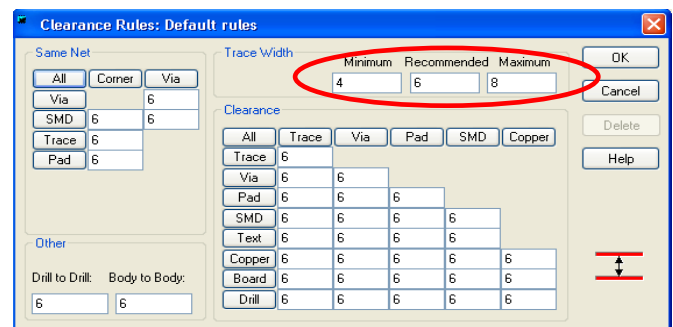 Clearance Rules: Default rules
Same Net
All Corner Via
Via 6
SMD 6 6
Trace 6
Pad 6
Other
Drill to Drill: Body to Body:
6 6
Trace Width
Minimum Recommended Maximum
4 6 8
Clearance
All Trace Via Pad SMD Copper
Trace 6
Via 6 6
Pad 6 6 6
SMD 6 6 6 6
Text 6 6 6 6
Copper 6 6 6 6 6
Board 6 6 6 6 6
Drill 6 6 6 6 6
OK
Cancel
Delete
Help